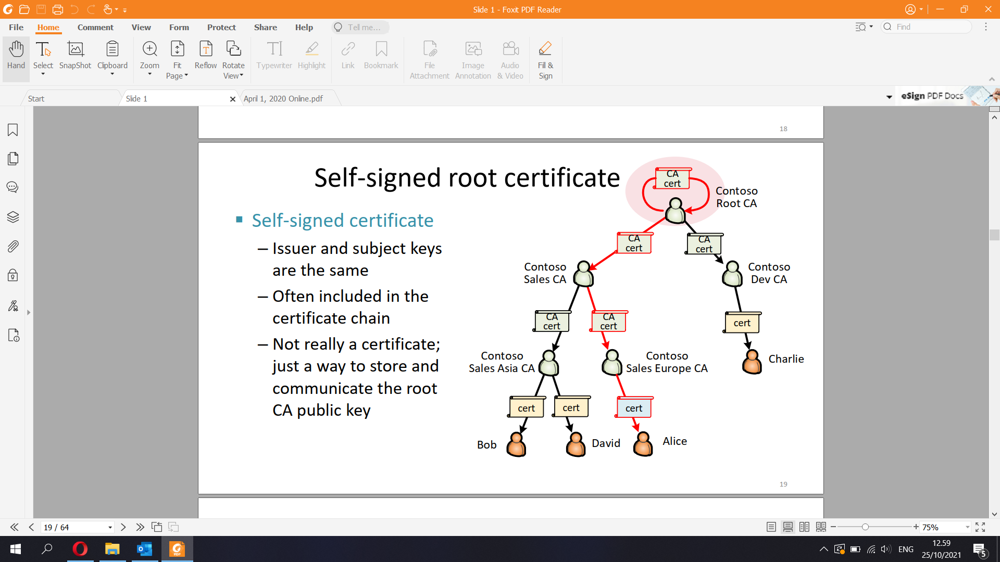 Slide 1 - Foxit PDF Reader
File Home Comment View Form Protect Share Help Tell me... Find
Hand Select SnapShot Clipboard Zoom Fit Page Reflow Rotate View Typewriter Highlight Link Bookmark File Attachment Image Annotation Audio & Video Fill & Sign
Start Slide 1 April 1, 2020 Online.pdf eSign PDF Docs
18
Self-signed root certificate
Self-signed certificate
– Issuer and subject keys
are the same
– Often included in the
certificate chain
– Not really a certificate;
just a way to store and
communicate the root
CA public key
CA
cert
Contoso
Root CA
CA
cert
CA
cert
Contoso
Sales CA
Contoso
Dev CA
CA
cert
CA
cert
cert
Contoso
Sales Asia CA
Contoso
Sales Europe CA
Charlie
cert
cert
cert
Bob
David
Alice
19
19 / 64
75%
PDF
ENG
12.59
25/10/2021
5